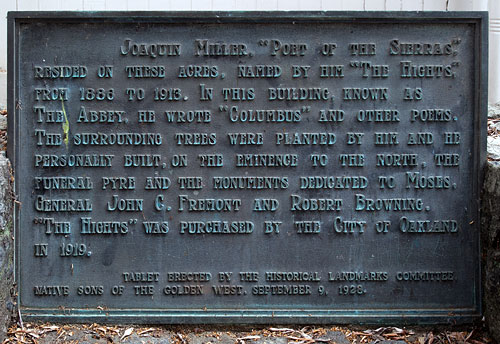 Joaquin Miller, "Poet of the Sierras,"
resided on these acres, named by him "The Hights,"
from 1886 to 1913. In this building, known as
The Abbey, he wrote "Columbus" and other poems.
The surrounding trees were planted by him and he
personally built, on the eminence to the north, the
funeral pyre and the monuments dedicated to Moses,
General John C. Fremont and Robert Browning.
"The Hights" was purchased by the City of Oakland
in 1919.
Tablet erected by the Historical Landmarks Committee,
Native Sons of the Golden West, September 9, 1928.